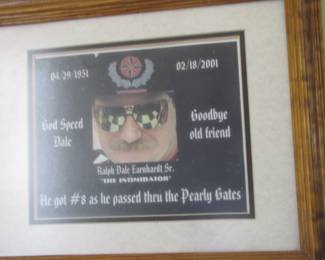 04/29/1951 02/18/2001
God Speed Goodbye
Dale old friend
Ralph Dale Earnhardt Sr.
"THE INTIMIDATOR"
He got #8 as he passed thru the Pearly Gates